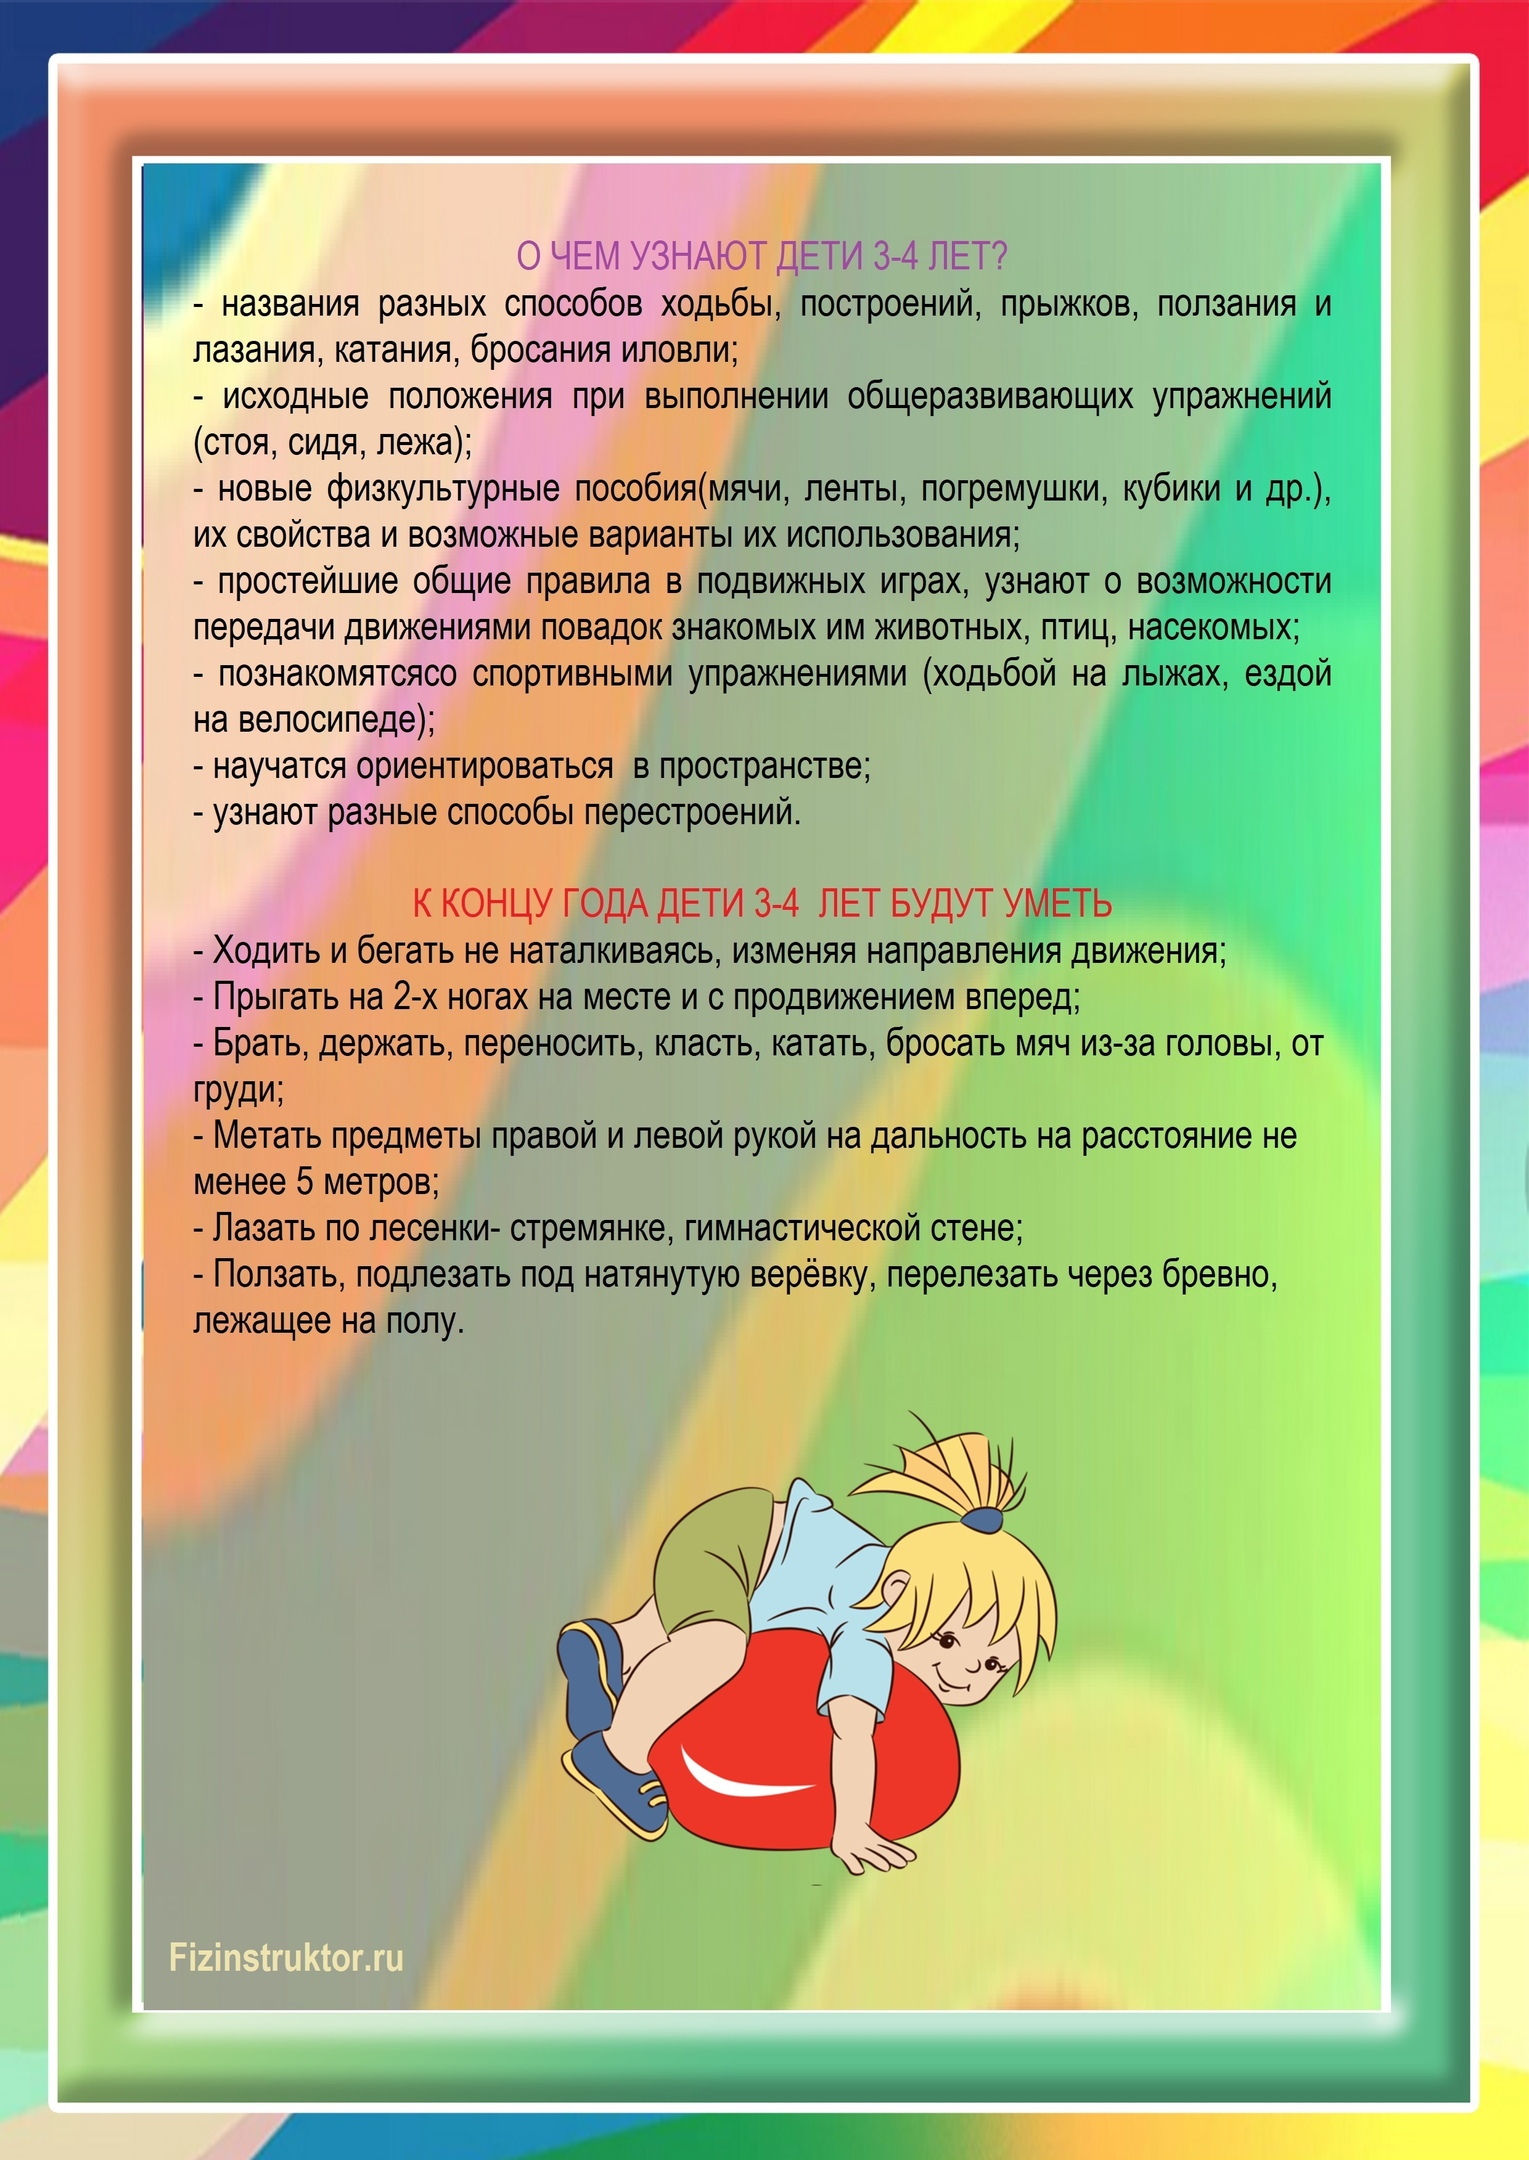 О ЧЕМ УЗНАЮТ ДЕТИ 3-4 ЛЕТ?
- названия разных способов ходьбы, построений, прыжков, ползания и
лазания, катания, бросания иловли;
- исходные положения при выполнении общеразвивающих упражнений
(стоя, сидя, лежа);
- новые физкультурные пособия(мячи, ленты, погремушки, кубики и др.),
их свойства и возможные варианты их использования;
- простейшие общие правила в подвижных играх, узнают о возможности
передачи движениями повадок знакомых им животных, птиц, насекомых;
- познакомятсясо спортивными упражнениями (ходьбой на лыжах, ездой
на велосипеде);
- научатся ориентироваться  в пространстве;
- узнают разные способы перестроений.
К КОНЦУ ГОДА ДЕТИ 3-4  ЛЕТ БУДУТ УМЕТЬ
- Ходить и бегать не наталкиваясь, изменяя направления движения;
- Прыгать на 2-х ногах на месте и с продвижением вперед;
- Брать, держать, переносить, класть, катать, бросать мяч из-за головы, от
груди;
- Метать предметы правой и левой рукой на дальность на расстояние не
менее 5 метров;
- Лазать по лесенки- стремянке, гимнастической стене;
- Ползать, подлезать под натянутую верёвку, перелезать через бревно,
лежащее на полу.
Fizinstruktor.ru